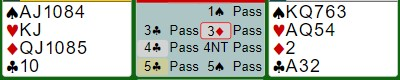 ♠AJ1084
♥KJ
♦QJ1085
♣10
1♠ Pass
3♣ Pass 3♦ Pass
4♣ Pass 4NT Pass
5♣ Pass 5♠ Pass
♠KQ763
♥AQ54
♦2
♣A32